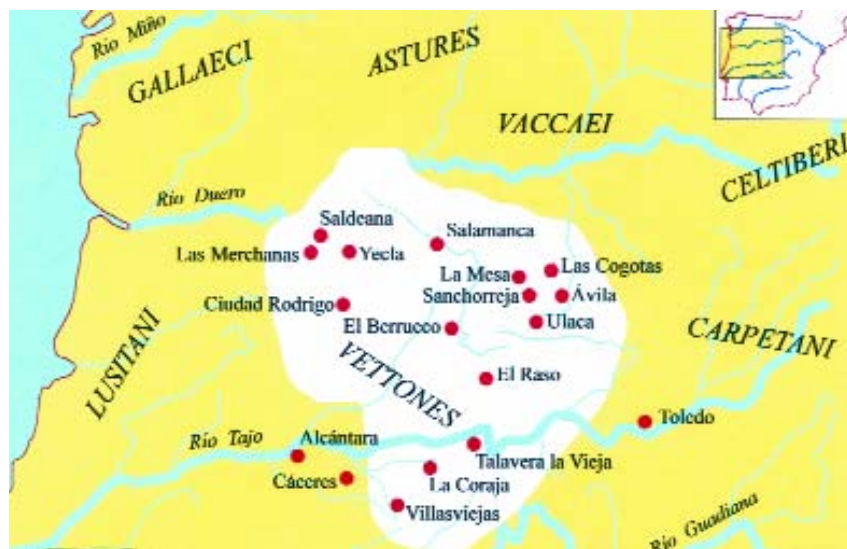 Río Miño
GALLAECI
ASTURES
VACCAEI
CELTIBERI
Río Duero
Saldeana
Salamanca
Las Merchanas
Yecla
Las Cogotas
La Mesa
Sanchorreja
Ávila
Ciudad Rodrigo
El Berrueco
Ulaca
LUSITANI
CARPETANI
VETTONES
El Raso
Toledo
Río Tajo
Alcántara
Talavera la Vieja
Cáceres
La Coraja
Villasviejas
Río Guadiana